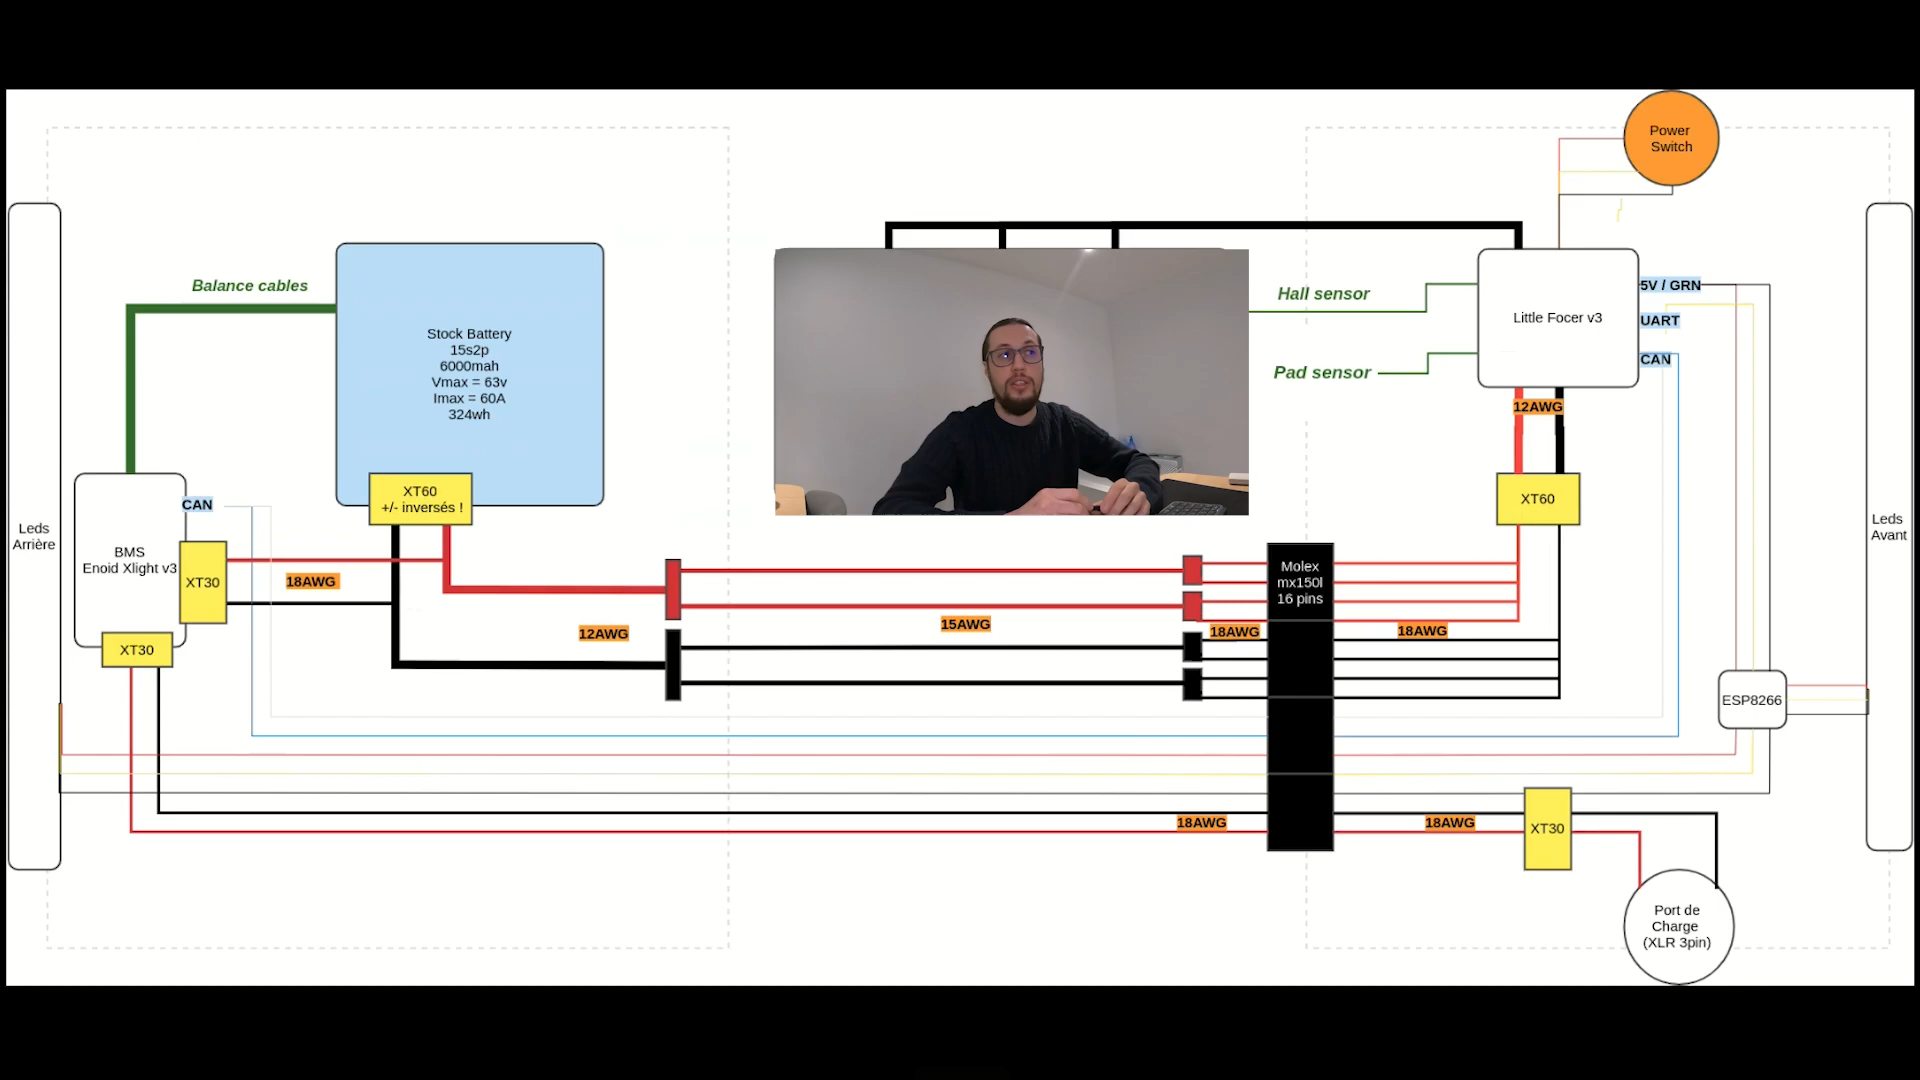 Power
Switch
Balance cables
5V / GRN
Hall sensor
Little Focer v3
UART
Stock Battery
15s2p
6000mah
Vmax = 63v
Imax = 60A
324wh
CAN
Pad sensor
12AWG
XT60
+/- inversés !
XT60
CAN
Leds
Arrière
Leds
Avant
BMS
Enoid Xlight v3
XT30
18AWG
Molex
mx150l
16 pins
15AWG
12AWG
18AWG
18AWG
XT30
ESP8266
18AWG
18AWG
XT30
Port de
Charge
(XLR 3pin)